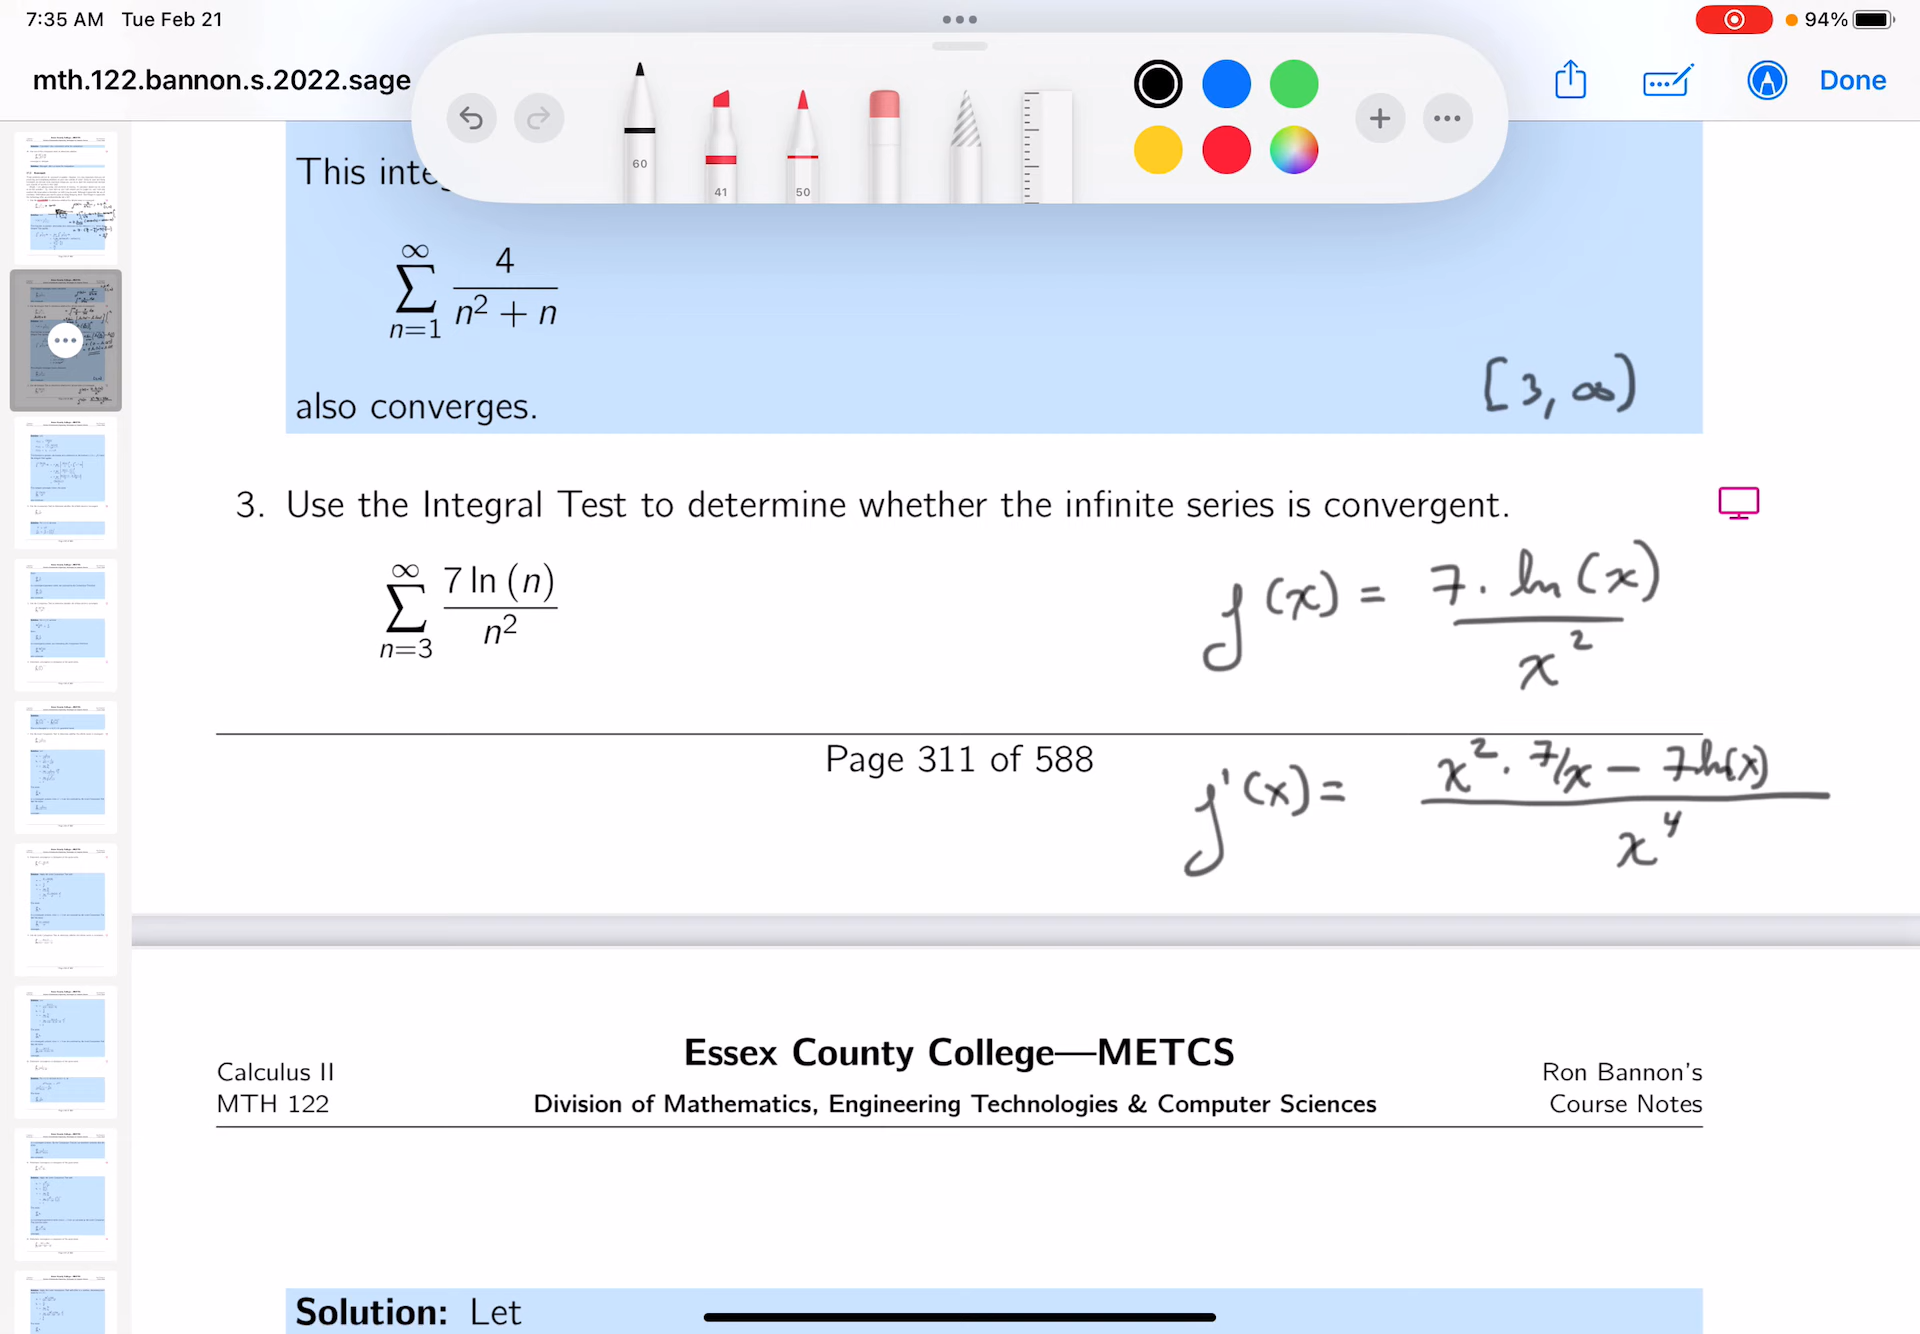 7:35 AM Tue Feb 21
94%
mth.122.bannon.s.2022.sage
Done
60
41
50
This inte
∞
∑
n=1
4
n² + n
also converges.
[3, ∞)
3. Use the Integral Test to determine whether the infinite series is convergent.
∞
∑
n=3
7 ln (n)
n²
f(x) = 7 · ln(x)
x²
Page 311 of 588
f'(x) = x² · 7/x − 7ln(x)
x⁴
Essex County College—METCS
Calculus II
Ron Bannon's
MTH 122
Division of Mathematics, Engineering Technologies & Computer Sciences
Course Notes
Solution: Let